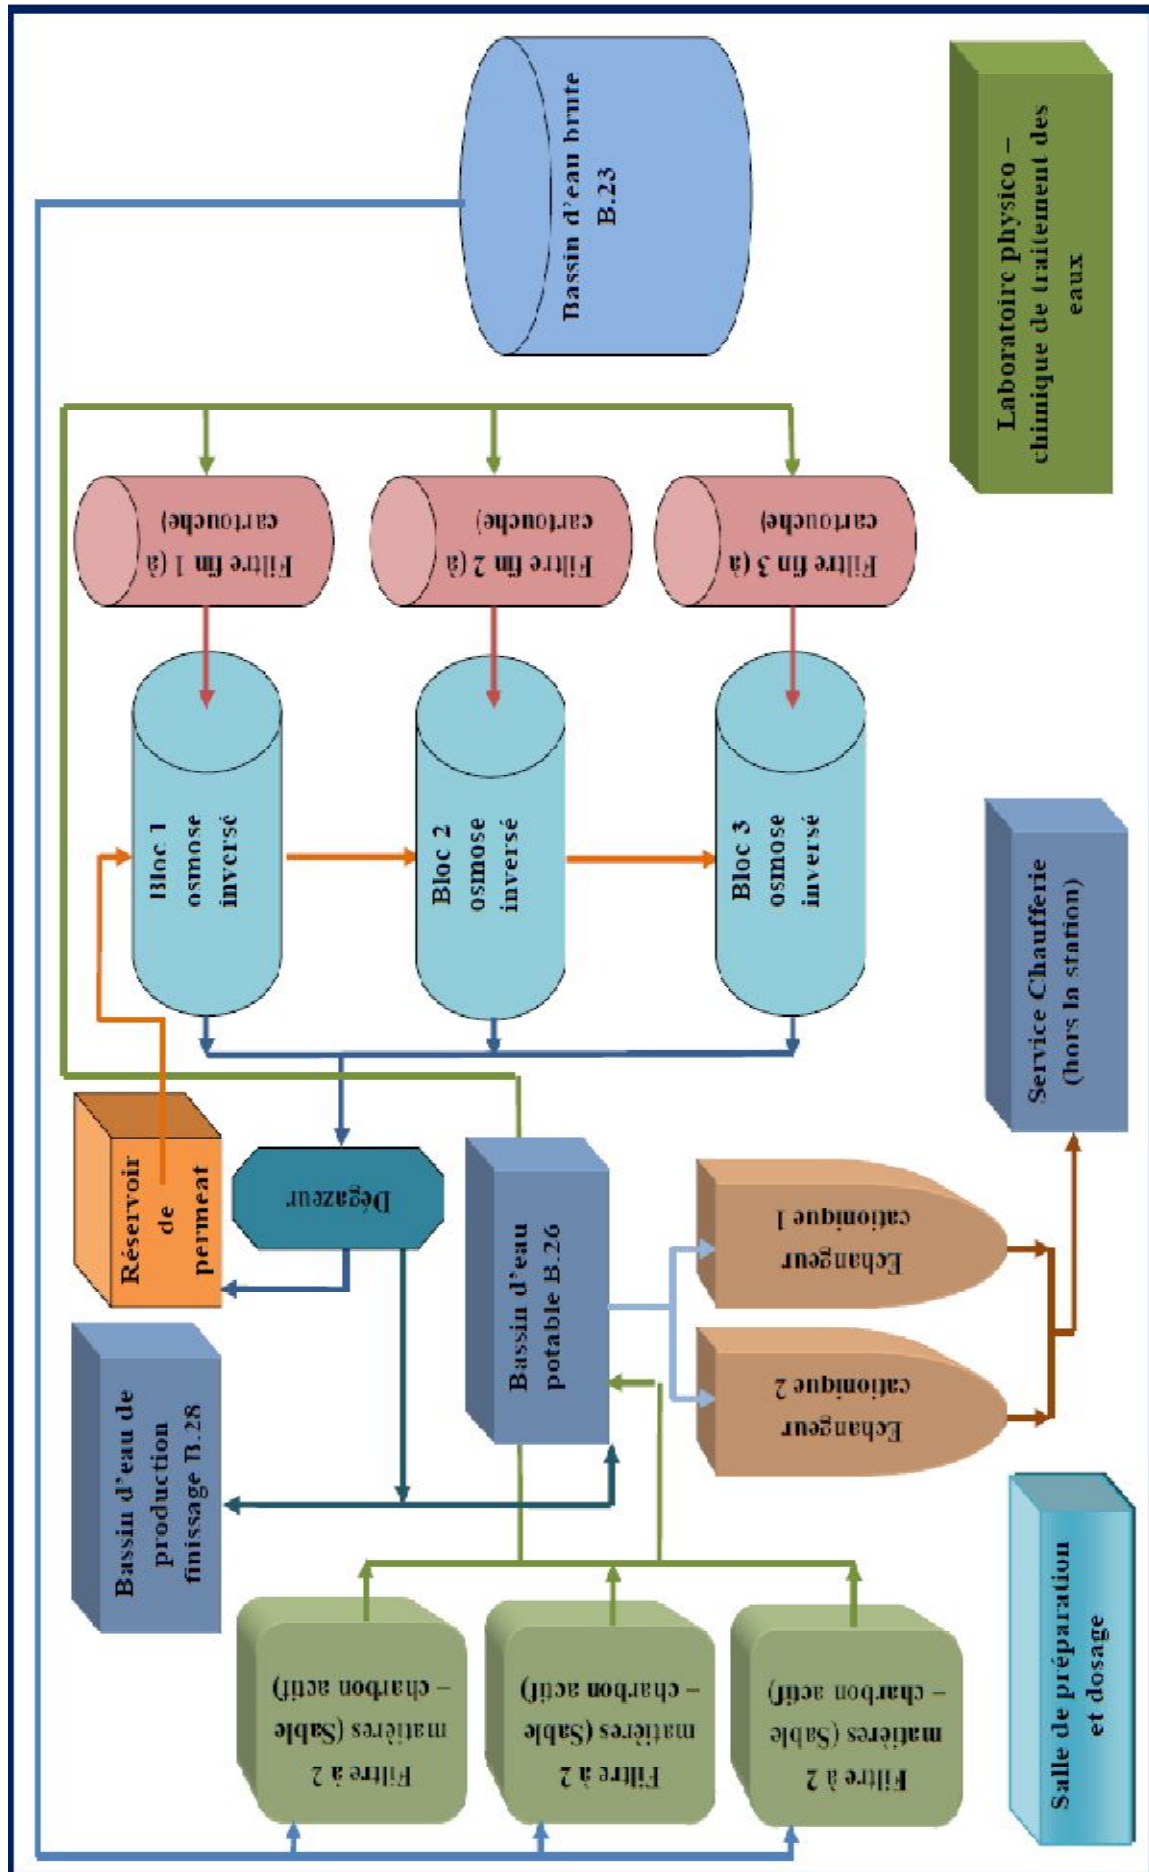 Bassin d'eau brute
B.23
Laboratoirc physico –
chimique de traitement des
eaux
Filtre fin 1 (à
cartouche)
Filtre fin 2 (à
cartouche)
Filtre fin 3 (à
cartouche)
Bloc 1
osmose
inversé
Bloc 2
osmose
inversé
Bloc 3
osmose
inversé
Service Chaufferie
(hors la station)
Réservoir
de
permeat
Dégazeur
Bassin d'eau
potable B.26
Echangeur
cationique 1
Echangeur
cationique 2
Bassin d'eau de
production
finissage B.28
Filtre à 2
matières (Sable
– charbon actif)
Filtre à 2
matières (Sable
– charbon actif)
Filtre à 2
matières (Sable
– charbon actif)
Salle de préparation
et dosage